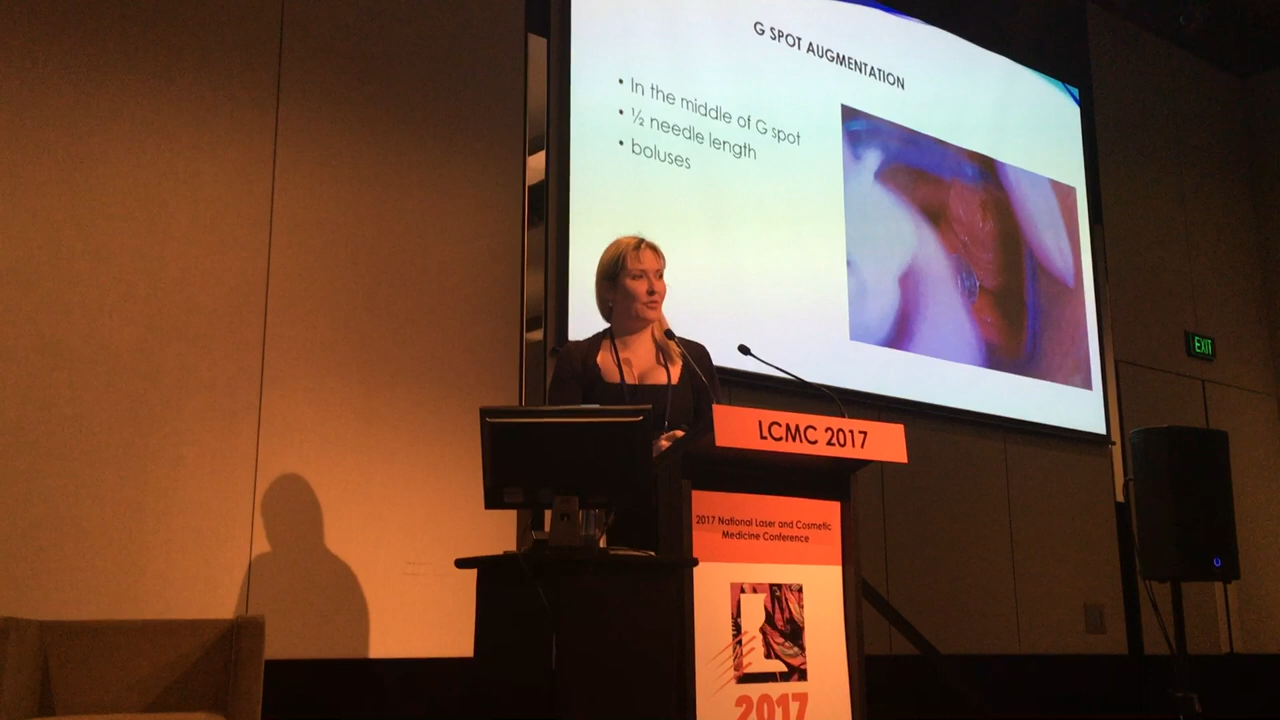 G SPOT AUGMENTATION
• In the middle of G spot
• ½ needle length
• boluses
EXIT
LCMC 2017
2017 National Laser and Cosmetic
Medicine Conference
L
2017